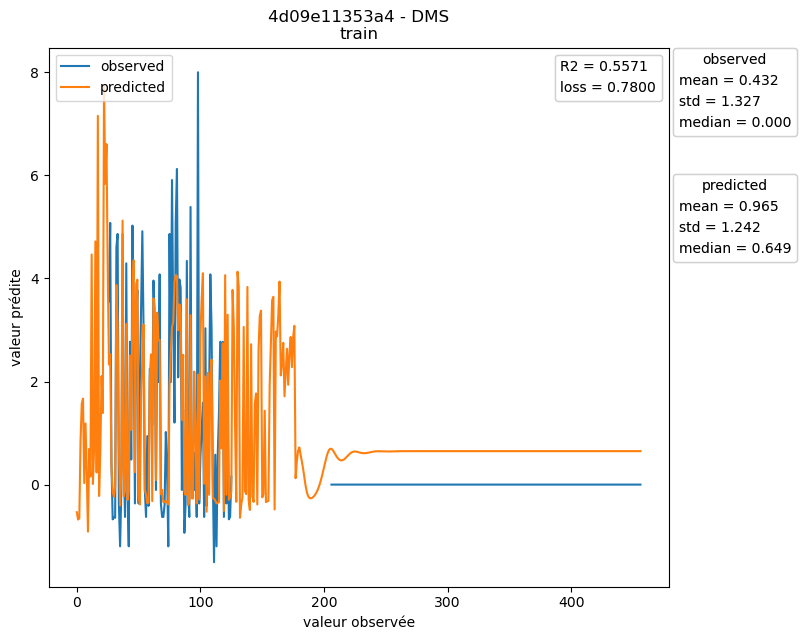 4d09e11353a4 - DMS
train
observed
predicted
R2 = 0.5571
loss = 0.7800
observed
mean = 0.432
std = 1.327
median = 0.000
predicted
mean = 0.965
std = 1.242
median = 0.649
valeur prédite
8
6
4
2
0
0 100 200 300 400
valeur observée